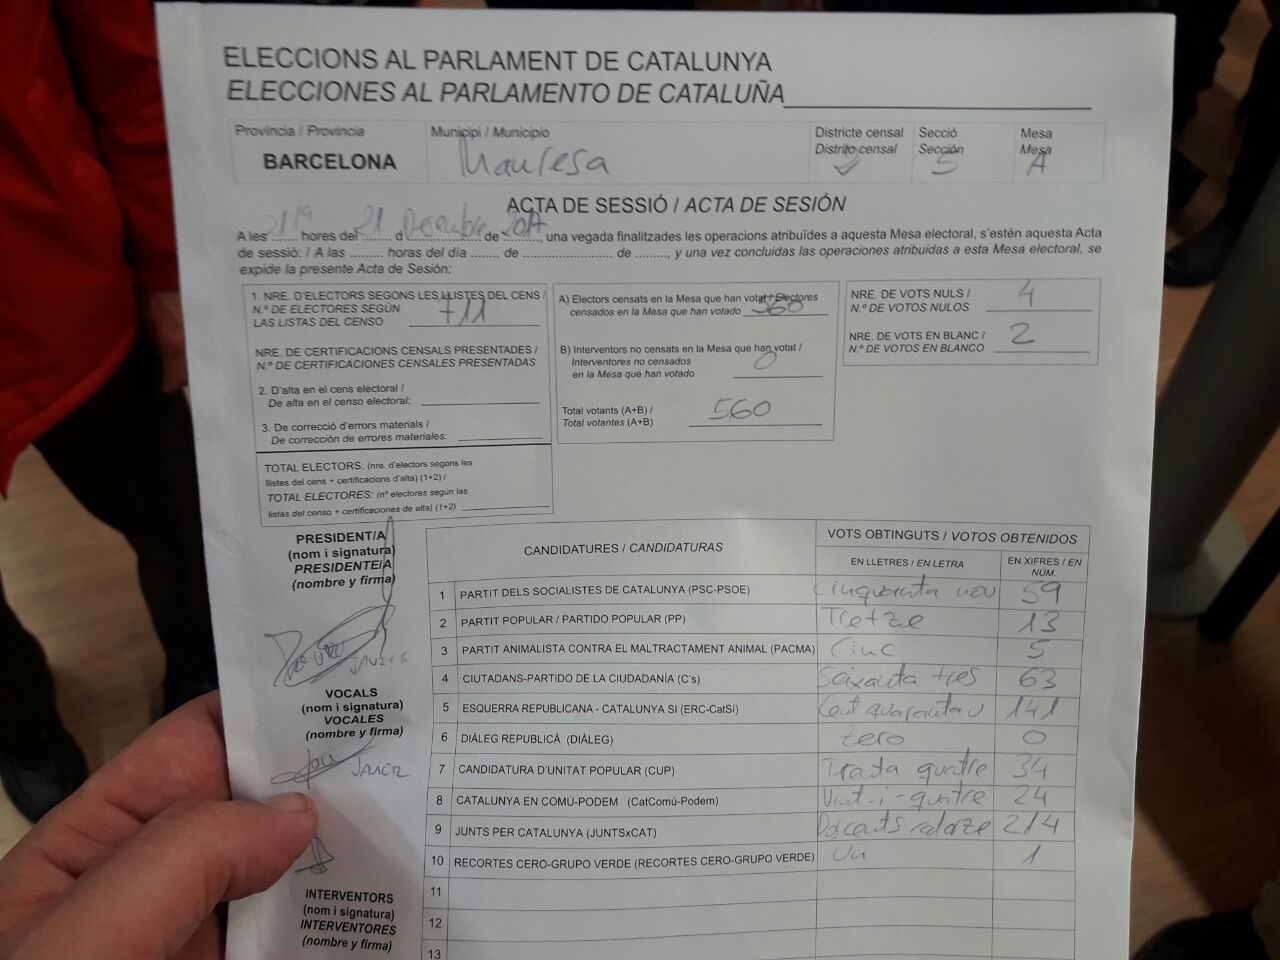 ELECCIONS AL PARLAMENT DE CATALUNYA
ELECCIONES AL PARLAMENTO DE CATALUÑA
Provincia / Provincia
BARCELONA
Municipi / Municipio
Manresa
Districte censal
Distrito censal
Secció
Sección
5
Mesa
Mesa
A
ACTA DE SESSIÓ / ACTA DE SESIÓN
A les 21'19 hores del 21 d Desembre de 2017, una vegada finalitzades les operacions atribuïdes a aquesta Mesa electoral, s'estén aquesta Acta
de sessió: / A las ......... horas del día ....... de ....................... de ........., y una vez concluidas las operaciones atribuidas a esta Mesa electoral, se
expide la presente Acta de Sesión:
1. NRE. D'ELECTORS SEGONS LES LLISTES DEL CENS /
N.º DE ELECTORES SEGÚN
LAS LISTAS DEL CENSO 711
NRE. DE CERTIFICACIONS CENSALS PRESENTADES /
N.º DE CERTIFICACIONES CENSALES PRESENTADAS
2. D'alta en el cens electoral /
De alta en el censo electoral:
3. De correcció d'errors materials /
De corrección de errores materiales:
TOTAL ELECTORS: (nre. d'electors segons les
llistes del cens + certificacions d'alta) (1+2) /
TOTAL ELECTORES: (nº electores según las
listas del censo + certificaciones de alta) (1+2)
A) Electors censats en la Mesa que han votat / Electores
censados en la Mesa que han votado 560
B) Interventors no censats en la Mesa que han votat /
Interventores no censados
en la Mesa que han votado 0
Total votants (A+B) /
Total votantes (A+B) 560
NRE. DE VOTS NULS /
N.º DE VOTOS NULOS 4
NRE. DE VOTS EN BLANC /
N.º DE VOTOS EN BLANCO 2
PRESIDENT/A
(nom i signatura)
PRESIDENTE/A
(nombre y firma)
JAVIER
VOCALS
(nom i signatura)
VOCALES
(nombre y firma)
JAVIER
INTERVENTORS
(nom i signatura)
INTERVENTORES
(nombre y firma)
CANDIDATURES / CANDIDATURAS
VOTS OBTINGUTS / VOTOS OBTENIDOS
EN LLETRES / EN LETRA
EN XIFRES / EN
NÚM.
1 PARTIT DELS SOCIALISTES DE CATALUNYA (PSC-PSOE) Cinquanta nou 59
2 PARTIT POPULAR / PARTIDO POPULAR (PP) Tretze 13
3 PARTIT ANIMALISTA CONTRA EL MALTRACTAMENT ANIMAL (PACMA) Cinc 5
4 CIUTADANS-PARTIDO DE LA CIUDADANÍA (C's) Seixanta tres 63
5 ESQUERRA REPUBLICANA - CATALUNYA SI (ERC-CatSí) Cent quaranta u 141
6 DIÀLEG REPUBLICÀ (DIÀLEG) Zero 0
7 CANDIDATURA D'UNITAT POPULAR (CUP) Trenta quatre 34
8 CATALUNYA EN COMÚ-PODEM (CatComú-Podem) Vint-i-quatre 24
9 JUNTS PER CATALUNYA (JUNTSxCAT) Doscents catorze 214
10 RECORTES CERO-GRUPO VERDE (RECORTES CERO-GRUPO VERDE) Un 1
11
12
13